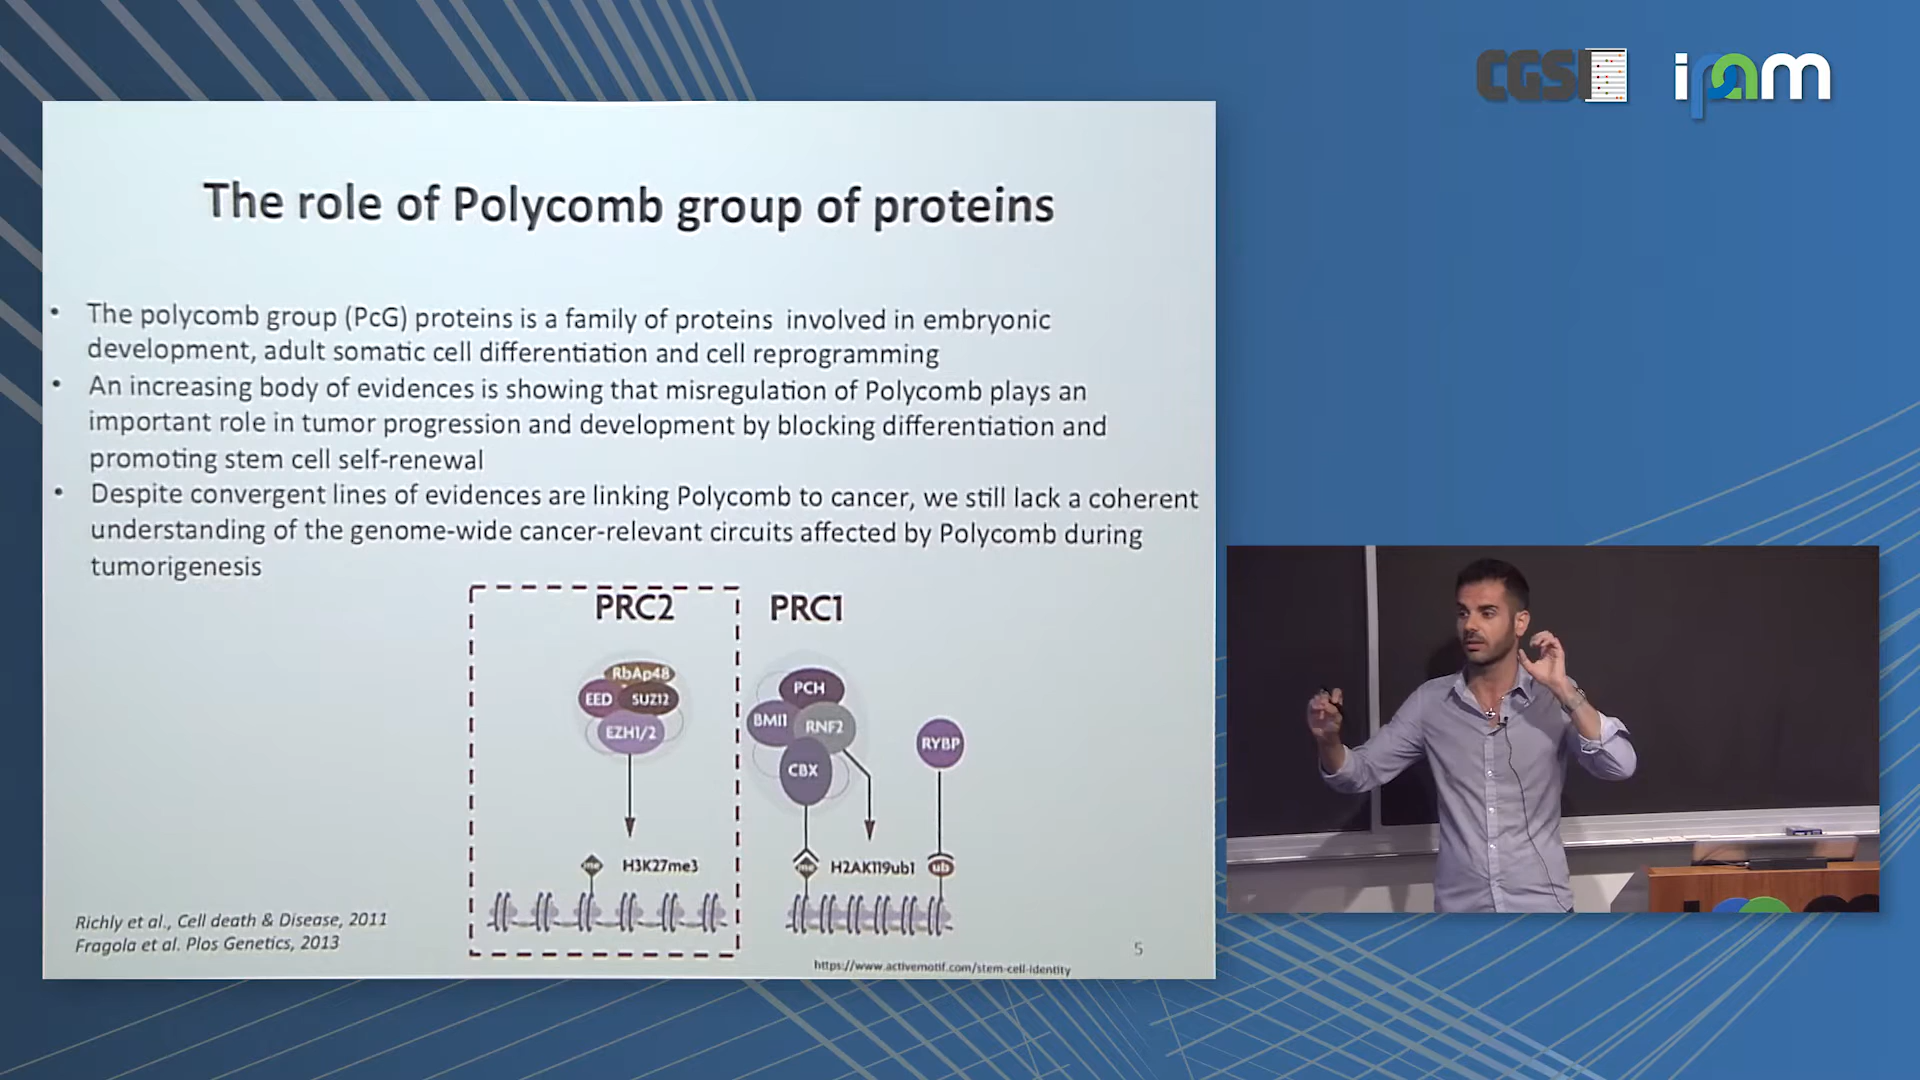 CGSI
ipam
The role of Polycomb group of proteins
• The polycomb group (PcG) proteins is a family of proteins involved in embryonic
development, adult somatic cell differentiation and cell reprogramming
• An increasing body of evidences is showing that misregulation of Polycomb plays an
important role in tumor progression and development by blocking differentiation and
promoting stem cell self-renewal
• Despite convergent lines of evidences are linking Polycomb to cancer, we still lack a coherent
understanding of the genome-wide cancer-relevant circuits affected by Polycomb during
tumorigenesis
PRC2
PRC1
RbAp48
EED
SUZ12
EZH1/2
PCH
BMI1
RNF2
CBX
RYBP
me
H3K27me3
me
H2AK119ub1
ub
Richly et al., Cell death & Disease, 2011
Fragola et al. Plos Genetics, 2013
5
https://www.activemotif.com/stem-cell-identity